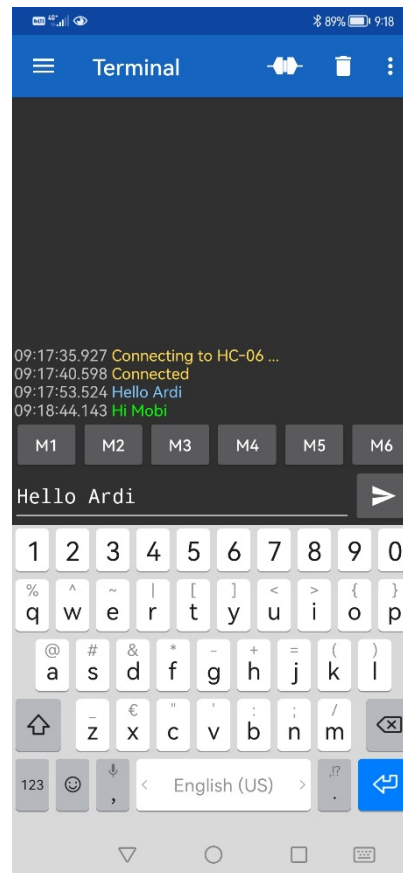 89% 9:18
Terminal
09:17:35.927 Connecting to HC-06 ...
09:17:40.598 Connected
09:17:53.524 Hello Ardi
09:18:44.143 Hi Mobi
M1 M2 M3 M4 M5 M6
Hello Ardi
1 2 3 4 5 6 7 8 9 0
% ^ ~ | [ ] < > { }
q w e r t y u i o p
@ # & * - + = ( )
a s d f g h j k l
_ € " ' : ; /
z x c v b n m
,!?
123 , < English (US) > .